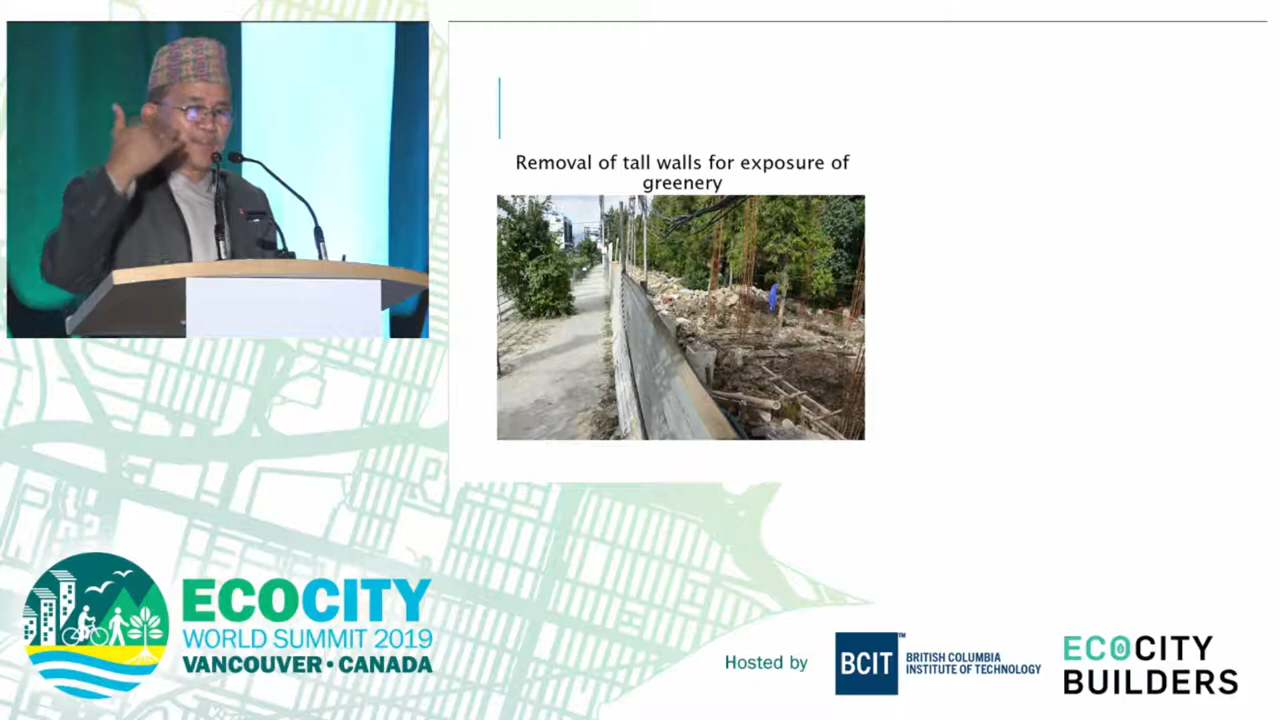 Removal of tall walls for exposure of
greenery
ECOCITY
WORLD SUMMIT 2019
VANCOUVER • CANADA
Hosted by
BCIT™
BRITISH COLUMBIA
INSTITUTE OF TECHNOLOGY
ECOCITY
BUILDERS